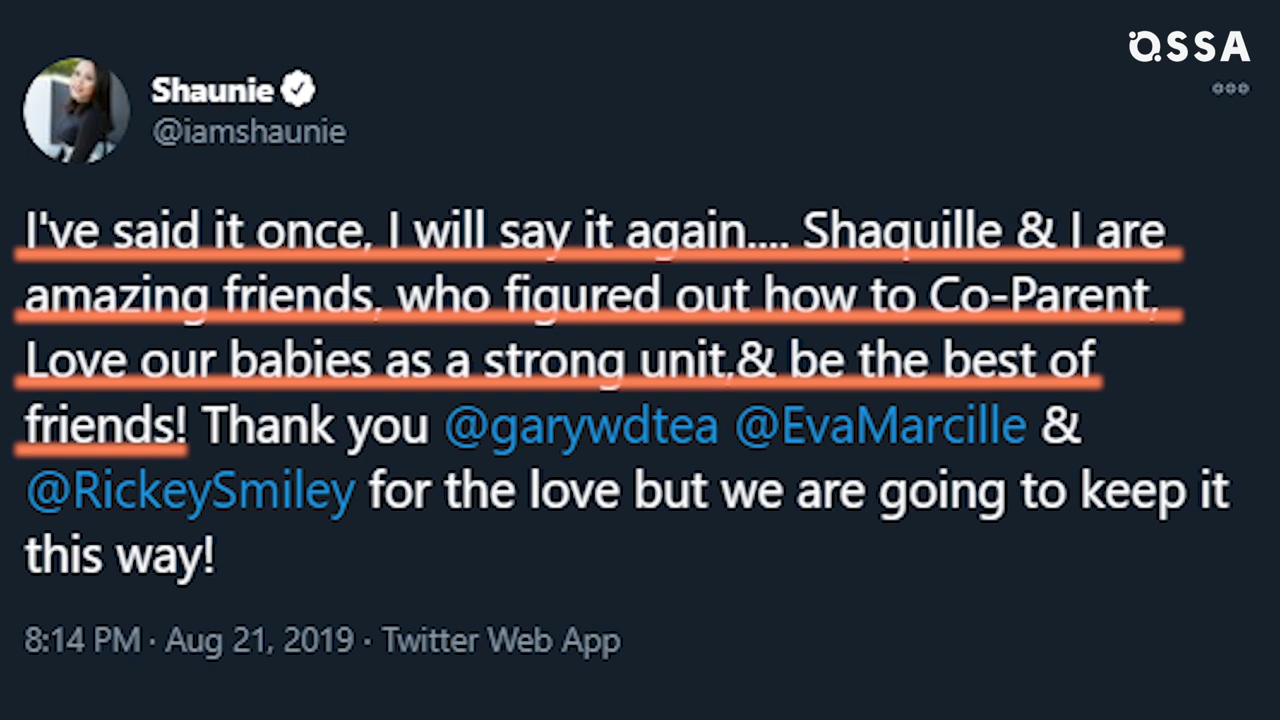 OSSA
Shaunie
@iamshaunie
I've said it once, I will say it again.... Shaquille & I are
amazing friends, who figured out how to Co-Parent,
Love our babies as a strong unit,& be the best of
friends! Thank you @garywdtea @EvaMarcille &
@RickeySmiley for the love but we are going to keep it
this way!
8:14 PM · Aug 21, 2019 · Twitter Web App